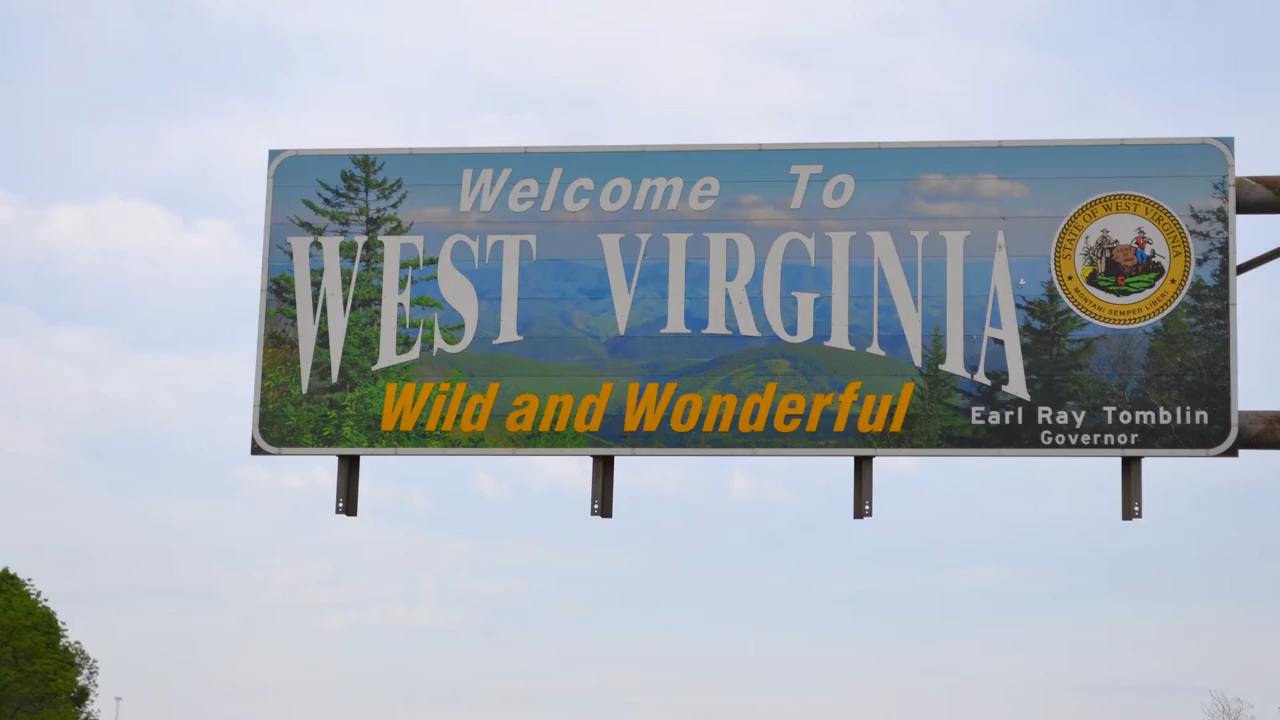 Welcome To
WEST VIRGINIA
Wild and Wonderful
STATE OF WEST VIRGINIA
MONTANI SEMPER LIBERI
Earl Ray Tomblin
Governor